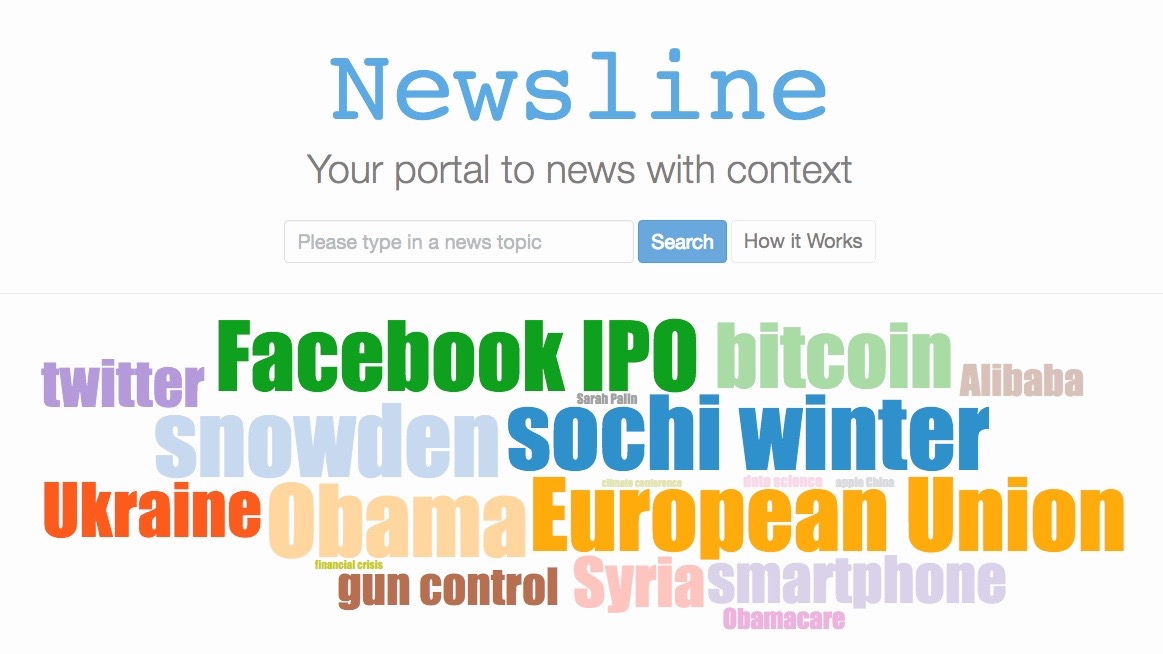 Newsline
Your portal to news with context
Please type in a news topic
Search
How it Works
twitter
Facebook IPO
bitcoin
Alibaba
Sarah Palin
snowden
sochi winter
climate conference
data science
apple China
Ukraine
Obama
European Union
financial crisis
gun control
Syria
smartphone
Obamacare